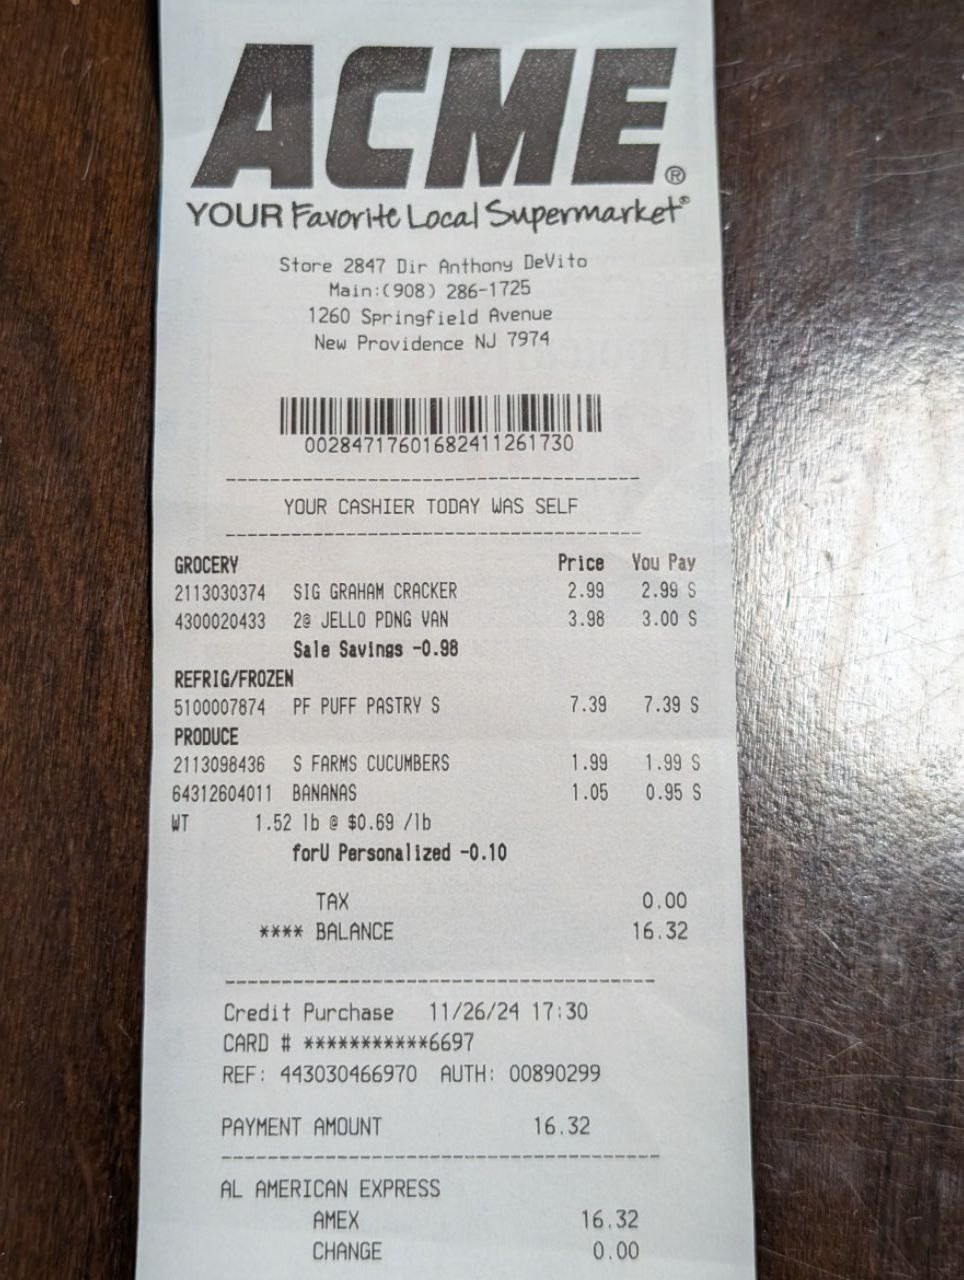 ACME®
YOUR Favorite Local Supermarket®
Store 2847 Dir Anthony DeVito
Main:(908) 286-1725
1260 Springfield Avenue
New Providence NJ 7974
002847176016824112617​30
------------------------------------
YOUR CASHIER TODAY WAS SELF
------------------------------------
GROCERY Price You Pay
2113030374 SIG GRAHAM CRACKER 2.99 2.99 S
4300020433 2@ JELLO PDNG VAN 3.98 3.00 S
Sale Savings -0.98
REFRIG/FROZEN
5100007874 PF PUFF PASTRY S 7.39 7.39 S
PRODUCE
2113098436 S FARMS CUCUMBERS 1.99 1.99 S
64312604011 BANANAS 1.05 0.95 S
WT 1.52 lb @ $0.69 /lb
forU Personalized -0.10
TAX 0.00
**** BALANCE 16.32
------------------------------------
Credit Purchase 11/26/24 17:30
CARD # ***********6697
REF: 443030466970 AUTH: 00890299
PAYMENT AMOUNT 16.32
------------------------------------
AL AMERICAN EXPRESS
AMEX 16.32
CHANGE 0.00